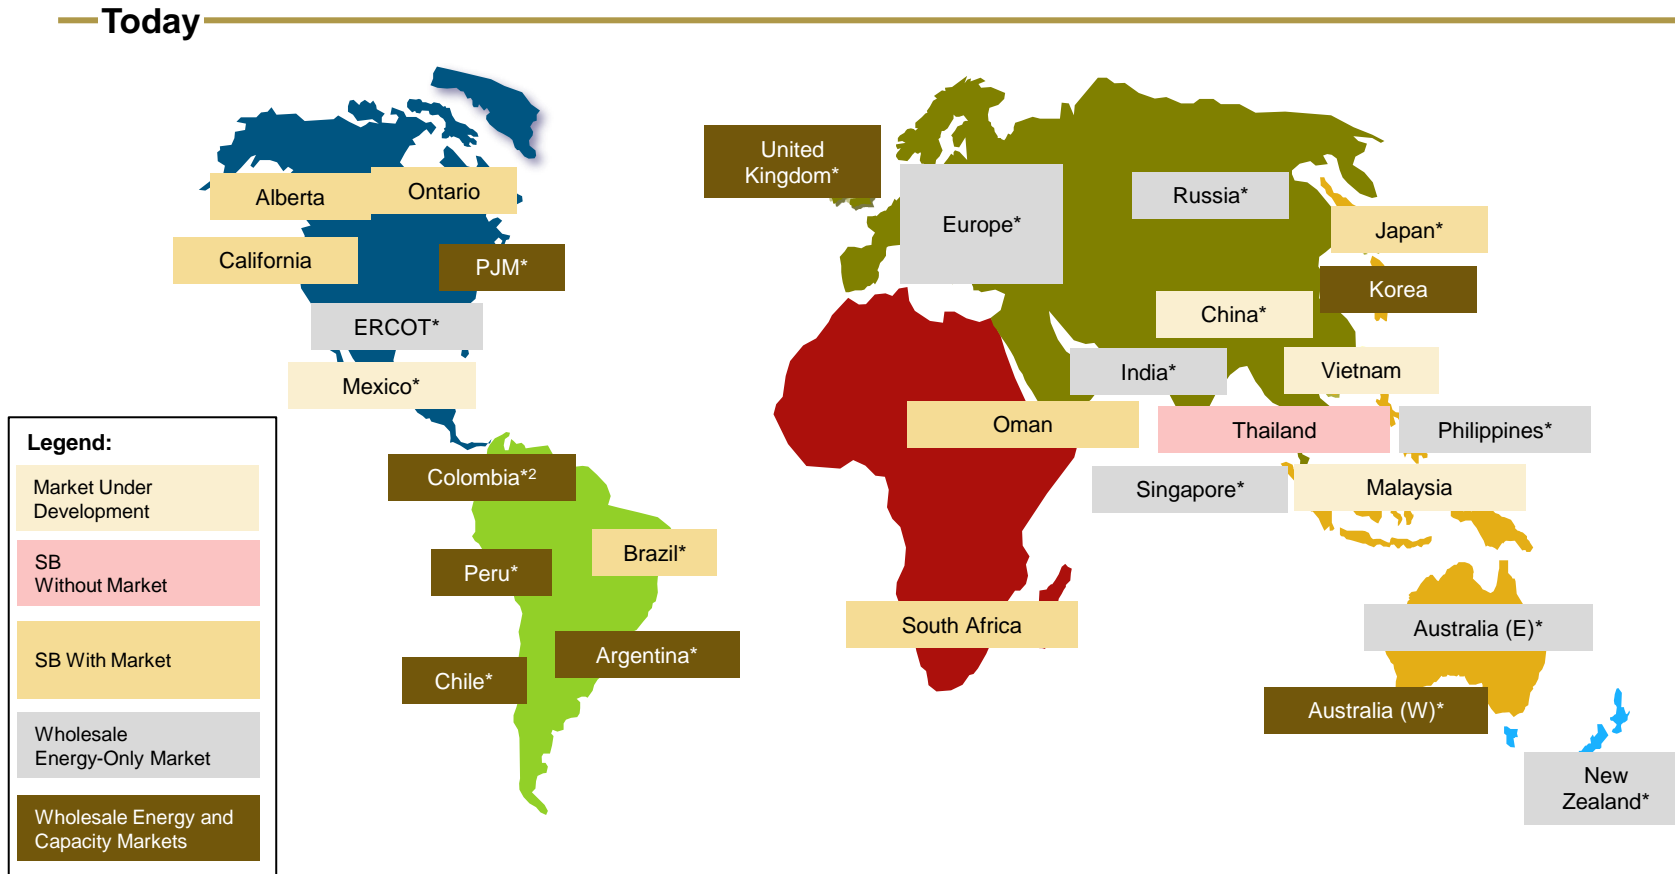 Today
Alberta
Ontario
California
PJM*
ERCOT*
Mexico*
United
Kingdom*
Europe*
Russia*
Japan*
Korea
China*
India*
Vietnam
Oman
Thailand
Philippines*
Singapore*
Malaysia
Colombia*2
Brazil*
Peru*
Argentina*
Chile*
South Africa
Australia (E)*
Australia (W)*
New
Zealand*
Legend:
Market Under
Development
SB
Without Market
SB With Market
Wholesale
Energy-Only Market
Wholesale Energy and
Capacity Markets